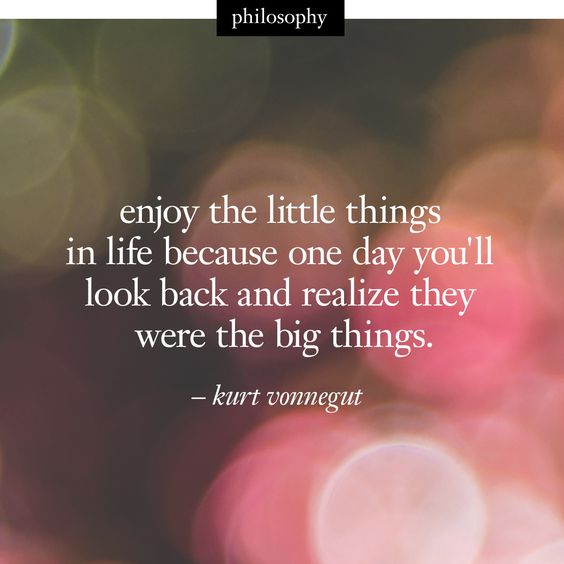 philosophy
enjoy the little things
in life because one day you'll
look back and realize they
were the big things.
– kurt vonnegut